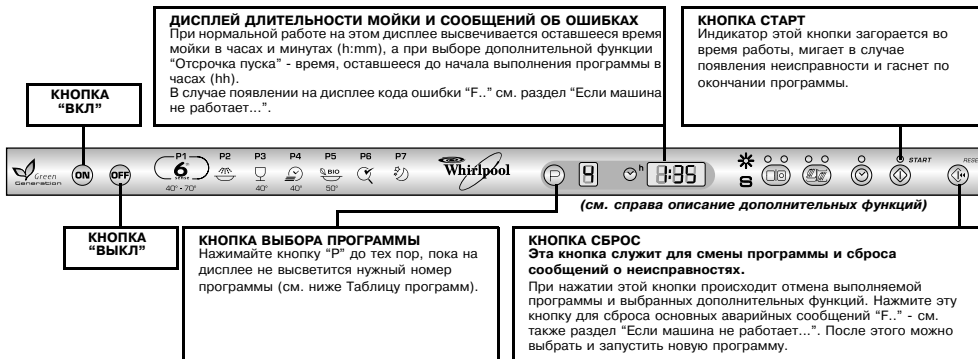 ДИСПЛЕЙ ДЛИТЕЛЬНОСТИ МОЙКИ И СООБЩЕНИЙ ОБ ОШИБКАХ
При нормальной работе на этом дисплее высвечивается оставшееся время
мойки в часах и минутах (h:mm), а при выборе дополнительной функции
“Отсрочка пуска” - время, оставшееся до начала выполнения программы в
часах (hh).
В случае появлении на дисплее кода ошибки “F..” см. раздел “Если машина
не работает...”.
КНОПКА СТАРТ
Индикатор этой кнопки загорается во
время работы, мигает в случае
появления неисправности и гаснет по
окончании программы.
КНОПКА
“ВКЛ”
Green
Generation
ON
OFF
P1 P2 P3 P4 P5 P6 P7
6th
SENSE
BIO
40° - 70° 40° 40° 50°
Whirlpool
P
4
h
1:35
8
START
RESET
(см. справа описание дополнительных функций)
КНОПКА
“ВЫКЛ”
КНОПКА ВЫБОРА ПРОГРАММЫ
Нажимайте кнопку “P” до тех пор, пока на
дисплее не высветится нужный номер
программы (см. ниже Таблицу программ).
КНОПКА СБРОС
Эта кнопка служит для смены программы и сброса
сообщений о неисправностях.
При нажатии этой кнопки происходит отмена выполняемой
программы и выбранных дополнительных функций. Нажмите эту
кнопку для сброса основных аварийных сообщений “F..” - см.
также раздел “Если машина не работает...”. После этого можно
выбрать и запустить новую программу.